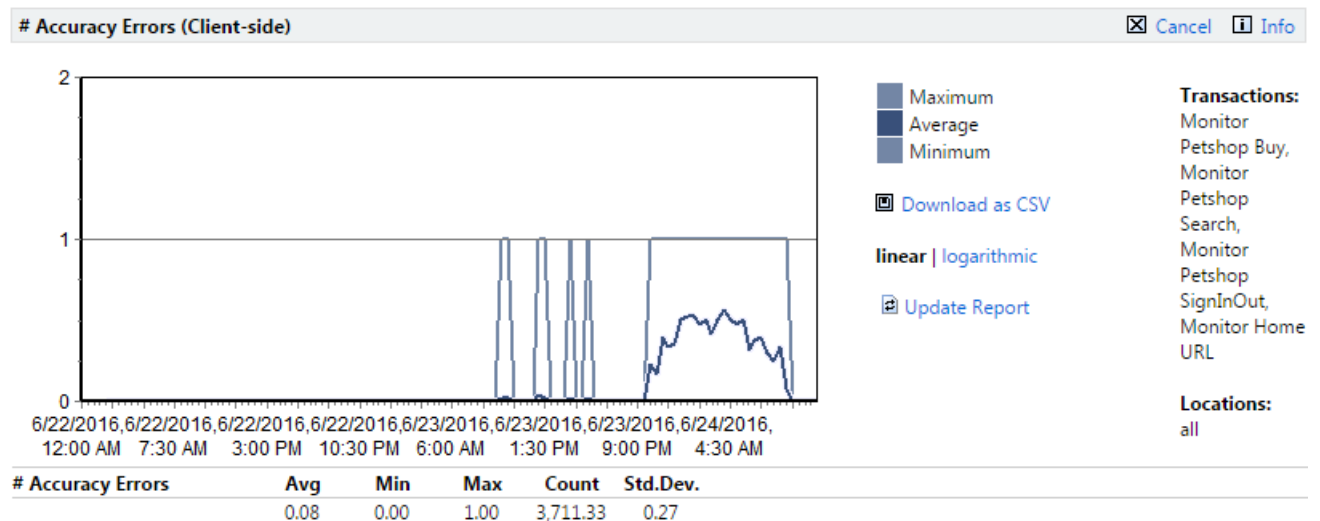 # Accuracy Errors (Client-side)
Cancel
Info
2
1
0
6/22/2016,6/22/2016,6/22/2016,6/22/2016,6/23/2016,6/23/2016,6/23/2016,6/24/2016,
12:00 AM 7:30 AM 3:00 PM 10:30 PM 6:00 AM 1:30 PM 9:00 PM 4:30 AM
Maximum
Average
Minimum
Download as CSV
linear | logarithmic
Update Report
Transactions:
Monitor
Petshop Buy,
Monitor
Petshop
Search,
Monitor
Petshop
SignInOut,
Monitor Home
URL
Locations:
all
# Accuracy Errors Avg Min Max Count Std.Dev.
0.08 0.00 1.00 3,711.33 0.27